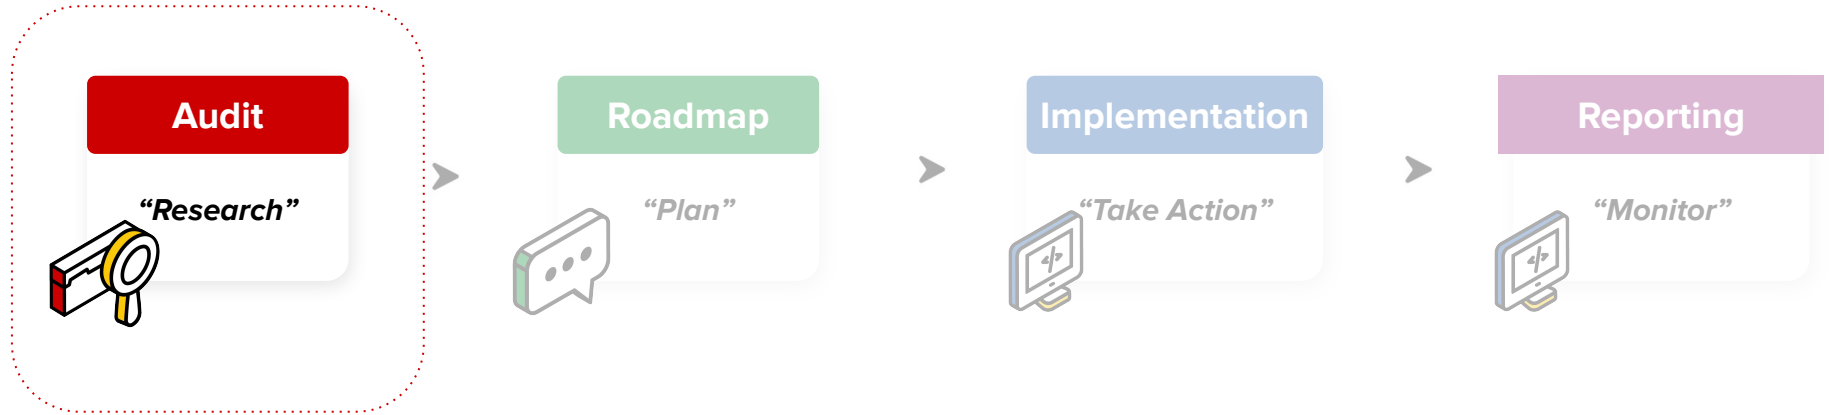 Audit
“Research”
Roadmap
“Plan”
Implementation
“Take Action”
</>
Reporting
“Monitor”
</>